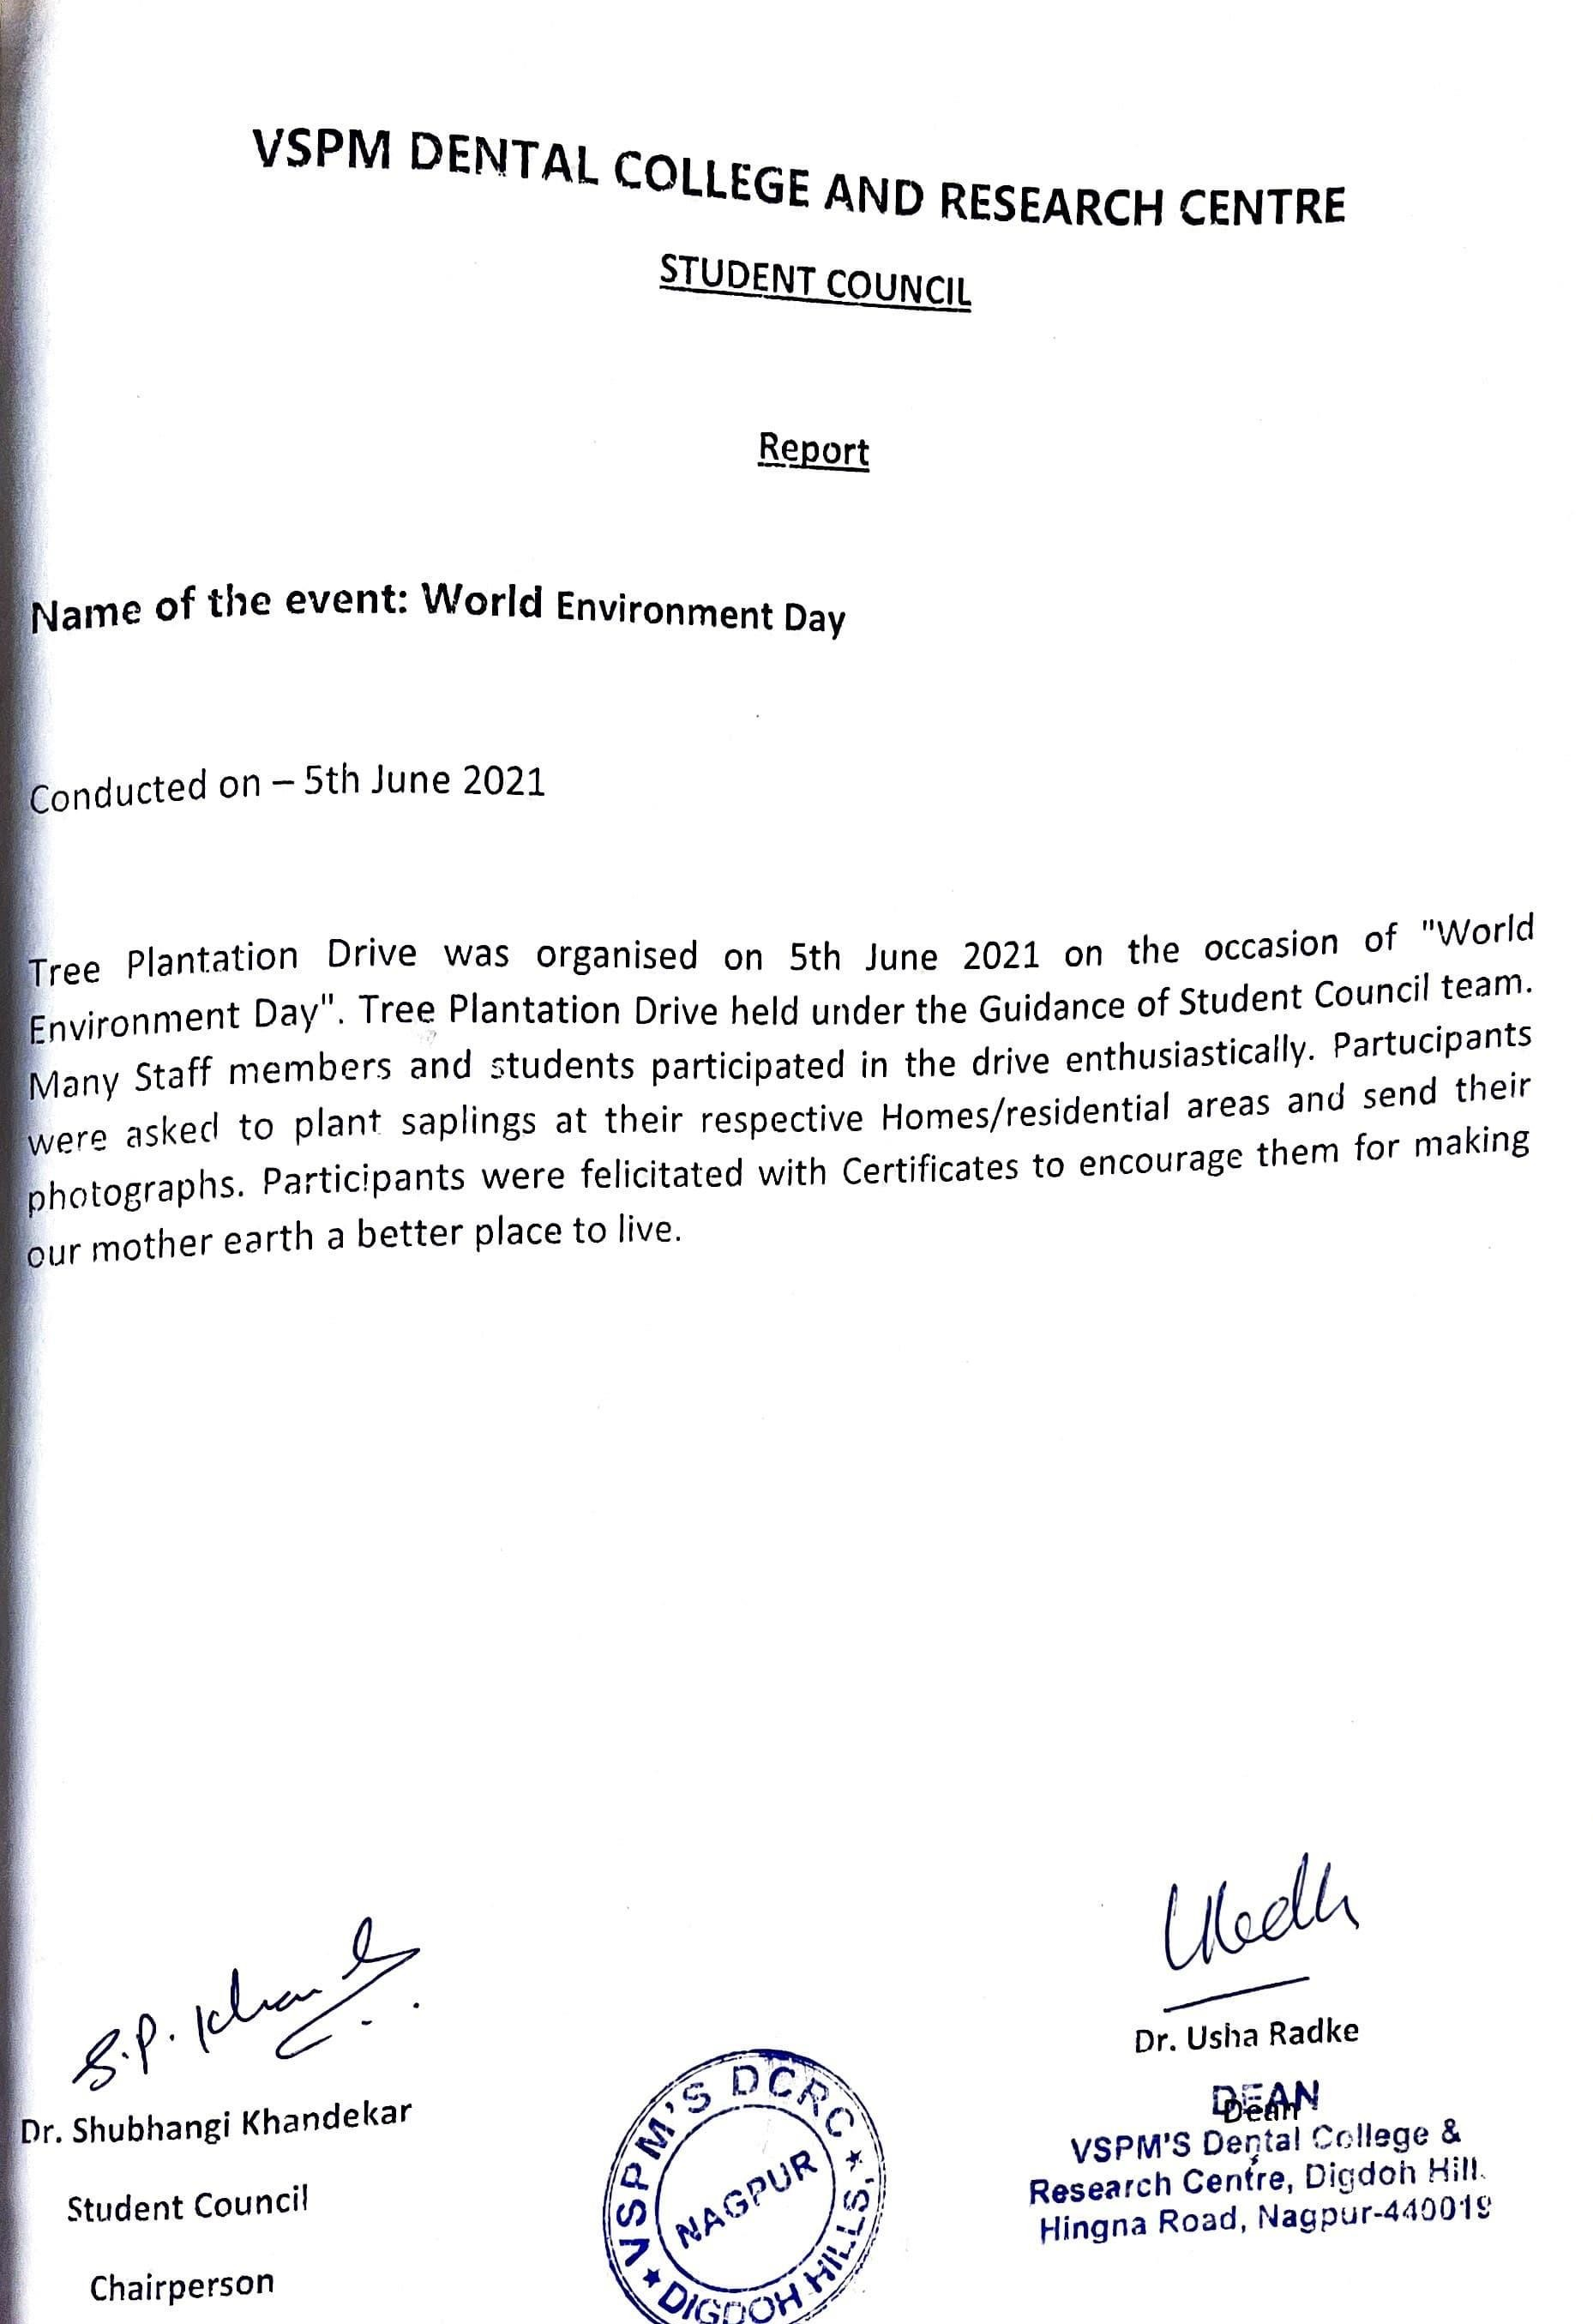 VSPM DENTAL COLLEGE AND RESEARCH CENTRE
STUDENT COUNCIL
Report
Name of the event: World Environment Day
Conducted on – 5th June 2021
Tree Plantation Drive was organised on 5th June 2021 on the occasion of "World
Environment Day". Tree Plantation Drive held under the Guidance of Student Council team.
Many Staff members and students participated in the drive enthusiastically. Partucipants
were asked to plant saplings at their respective Homes/residential areas and send their
photographs. Participants were felicitated with Certificates to encourage them for making
our mother earth a better place to live.
S.P. Khand
Dr. Shubhangi Khandekar
Student Council
Chairperson
VSPM'S DCRC
NAGPUR
DIGDOH HILLS,
Dr. Usha Radke
Dean
DEAN
VSPM'S Dental College &
Research Centre, Digdoh Hill.
Hingna Road, Nagpur-440019